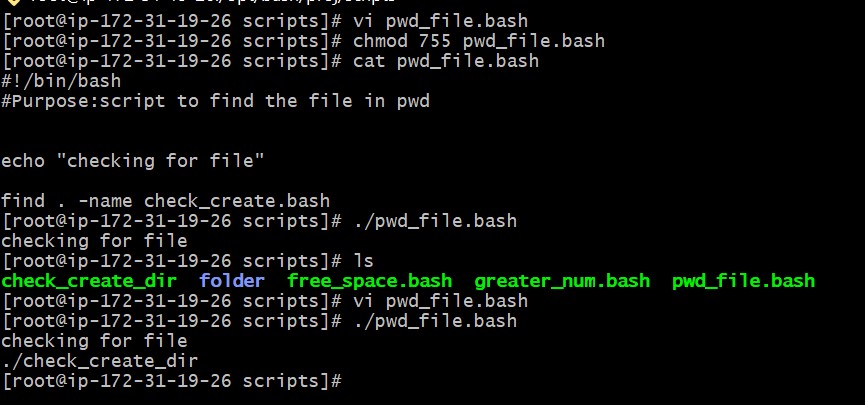 [root@ip-172-31-19-26 scripts]# vi pwd_file.bash
[root@ip-172-31-19-26 scripts]# chmod 755 pwd_file.bash
[root@ip-172-31-19-26 scripts]# cat pwd_file.bash
#!/bin/bash
#Purpose:script to find the file in pwd
echo "checking for file"
find . -name check_create.bash
[root@ip-172-31-19-26 scripts]# ./pwd_file.bash
checking for file
[root@ip-172-31-19-26 scripts]# ls
check_create_dir  folder  free_space.bash  greater_num.bash  pwd_file.bash
[root@ip-172-31-19-26 scripts]# vi pwd_file.bash
[root@ip-172-31-19-26 scripts]# ./pwd_file.bash
checking for file
./check_create_dir
[root@ip-172-31-19-26 scripts]#